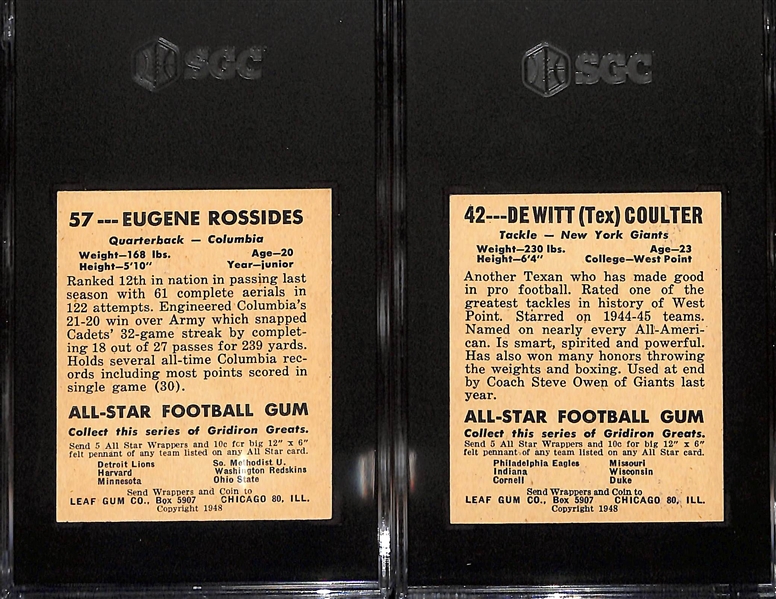 SGC
57---EUGENE ROSSIDES
Quarterback — Columbia
Weight—168 lbs. Age—20
Height—5'10" Year—junior
Ranked 12th in nation in passing last
season with 61 complete aerials in
122 attempts. Engineered Columbia's
21-20 win over Army which snapped
Cadets' 32-game streak by complet-
ing 18 out of 27 passes for 239 yards.
Holds several all-time Columbia rec-
ords including most points scored in
single game (30).
ALL-STAR FOOTBALL GUM
Collect this series of Gridiron Greats.
Send 5 All Star Wrappers and 10c for big 12" x 6"
felt pennant of any team listed on any All Star card.
Detroit Lions So. Methodist U.
Harvard Washington Redskins
Minnesota Ohio State
Send Wrappers and Coin to
LEAF GUM CO., Box 5907 CHICAGO 80, ILL.
Copyright 1948
SGC
42---DE WITT (Tex) COULTER
Tackle — New York Giants
Weight—230 lbs. Age—23
Height—6'4" College—West Point
Another Texan who has made good
in pro football. Rated one of the
greatest tackles in history of West
Point. Starred on 1944-45 teams.
Named on nearly every All-Ameri-
can. Is smart, spirited and powerful.
Has also won many honors throwing
the weights and boxing. Used at end
by Coach Steve Owen of Giants last
year.
ALL-STAR FOOTBALL GUM
Collect this series of Gridiron Greats.
Send 5 All Star Wrappers and 10c for big 12" x 6"
felt pennant of any team listed on any All Star card.
Philadelphia Eagles Missouri
Indiana Wisconsin
Cornell Duke
Send Wrappers and Coin to
LEAF GUM CO., Box 5907 CHICAGO 80, ILL.
Copyright 1948